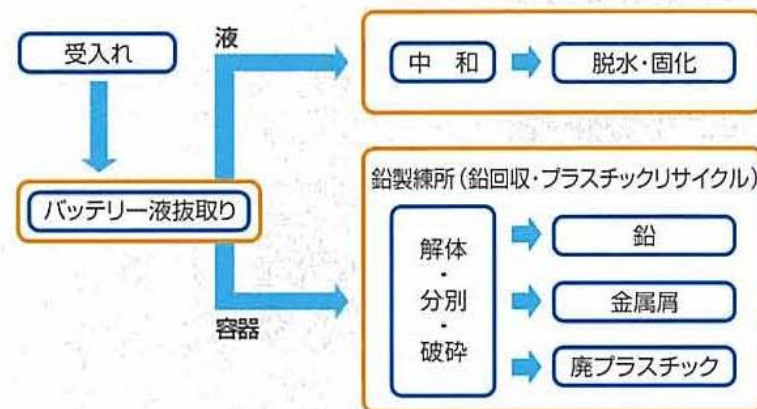 受入れ
バッテリー液抜取り
液
中　和
脱水・固化
容器
鉛製練所（鉛回収・プラスチックリサイクル）
解体
・
分別
・
破砕
鉛
金属屑
廃プラスチック